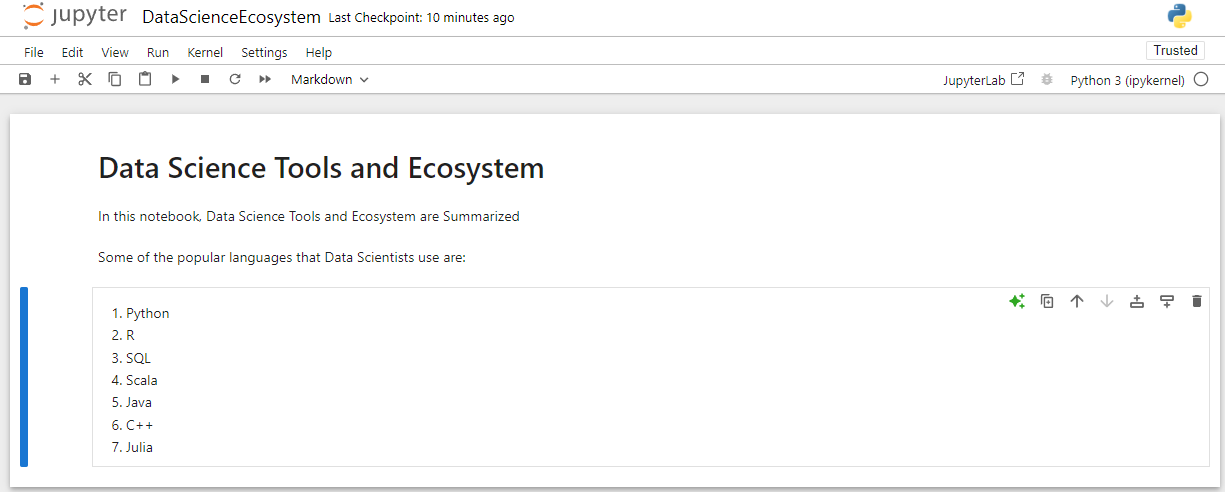 jupyter DataScienceEcosystem Last Checkpoint: 10 minutes ago
File Edit View Run Kernel Settings Help Trusted
Markdown JupyterLab Python 3 (ipykernel)
Data Science Tools and Ecosystem
In this notebook, Data Science Tools and Ecosystem are Summarized
Some of the popular languages that Data Scientists use are:
1. Python
2. R
3. SQL
4. Scala
5. Java
6. C++
7. Julia